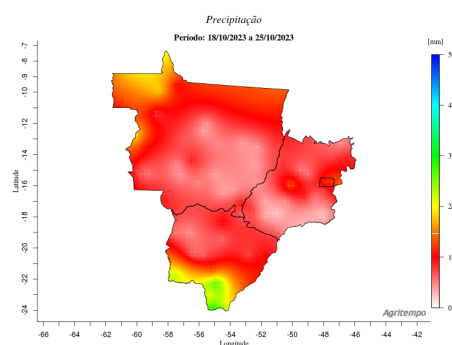 Precipitação
Período: 18/10/2023 a 25/10/2023
[mm]
-7
-8
-9
-10
-12
-14
-16
-18
-20
-22
-24
Latitude
5
4
3
2
1
0
Agritempo
-66 -64 -62 -60 -58 -56 -54 -52 -50 -48 -46 -44 -42
Longitude